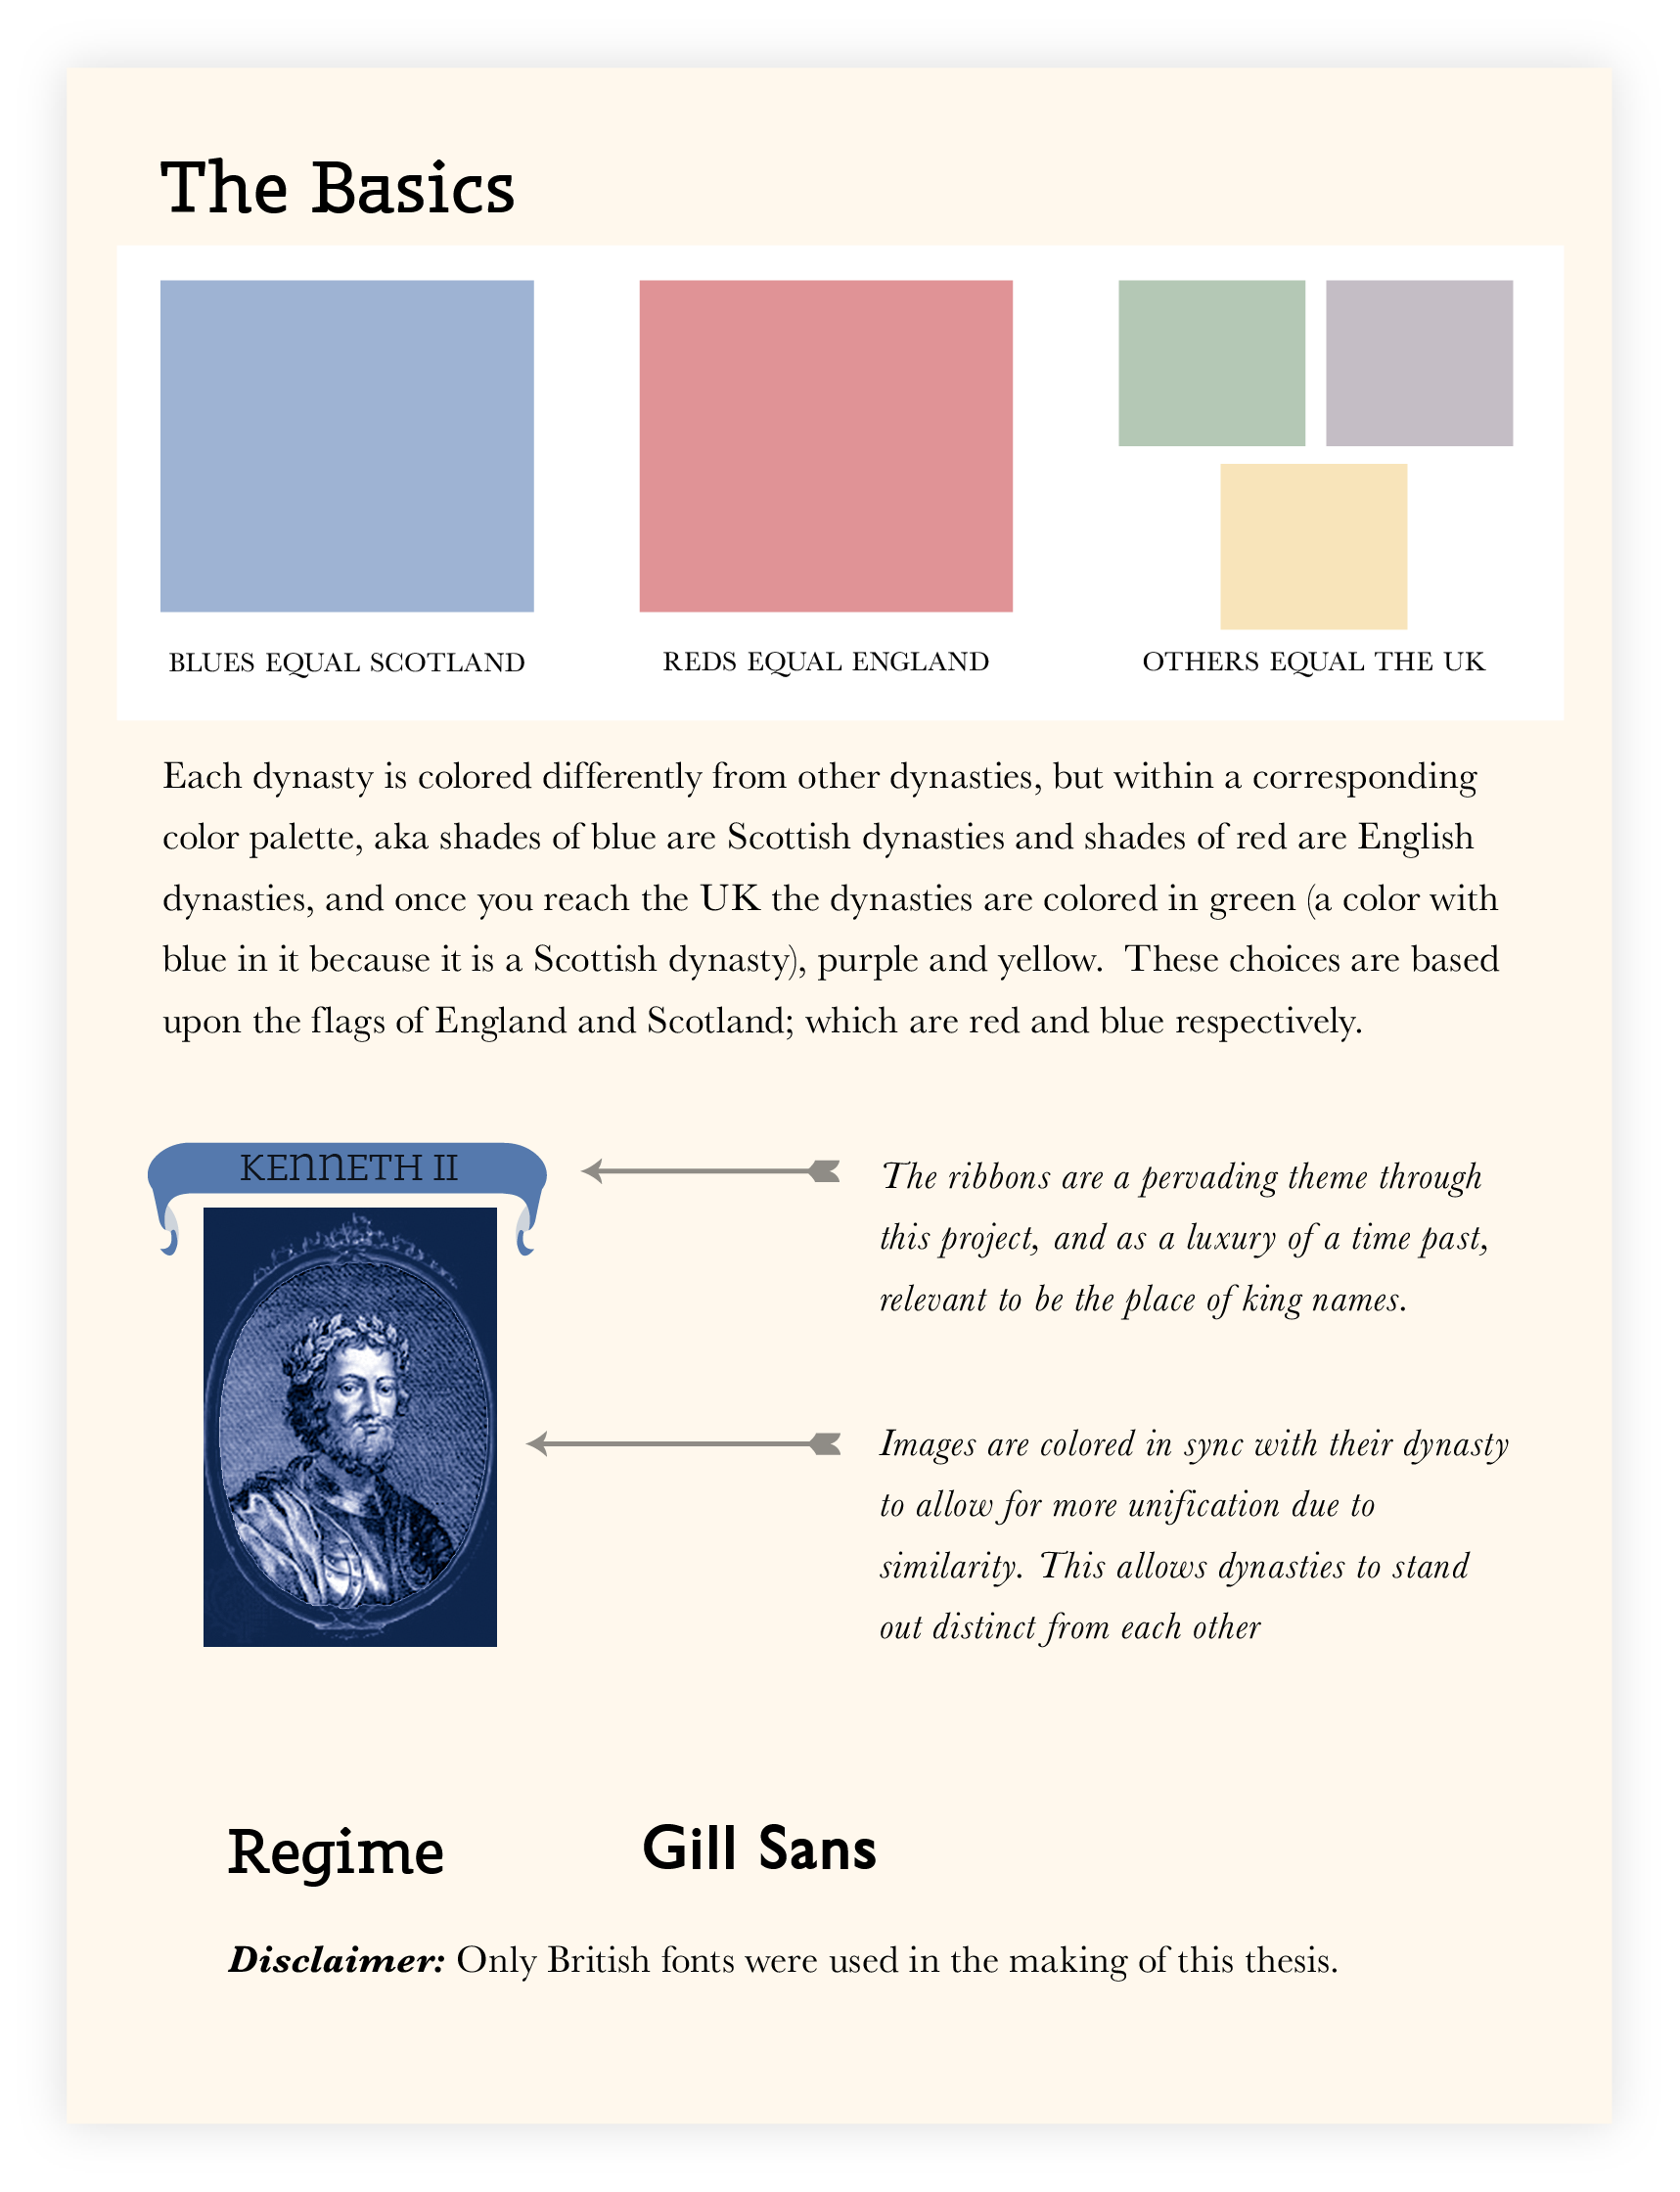 The Basics
BLUES EQUAL SCOTLAND
REDS EQUAL ENGLAND
OTHERS EQUAL THE UK
Each dynasty is colored differently from other dynasties, but within a corresponding
color palette, aka shades of blue are Scottish dynasties and shades of red are English
dynasties, and once you reach the UK the dynasties are colored in green (a color with
blue in it because it is a Scottish dynasty), purple and yellow.  These choices are based
upon the flags of England and Scotland; which are red and blue respectively.
KENNETH II
The ribbons are a pervading theme through
this project, and as a luxury of a time past,
relevant to be the place of king names.
Images are colored in sync with their dynasty
to allow for more unification due to
similarity. This allows dynasties to stand
out distinct from each other
Regime
Gill Sans
Disclaimer: Only British fonts were used in the making of this thesis.